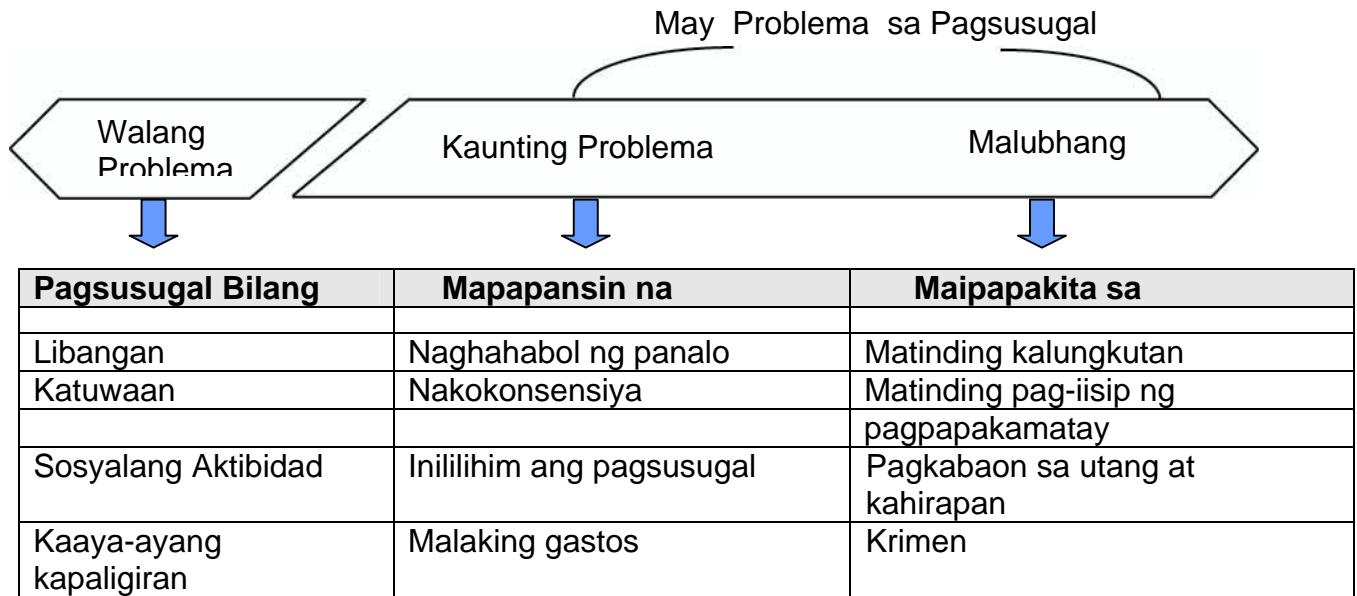 May Problema sa Pagsusugal
Walang
Problema
Kaunting Problema
Malubhang
Pagsusugal Bilang
Mapapansin na
Maipapakita sa
Libangan
Naghahabol ng panalo
Matinding kalungkutan
Katuwaan
Nakokonsensiya
Matinding pag-iisip ng
pagpapakamatay
Sosyalang Aktibidad
Inililihim ang pagsusugal
Pagkabaon sa utang at
kahirapan
Kaaya-ayang
kapaligiran
Malaking gastos
Krimen